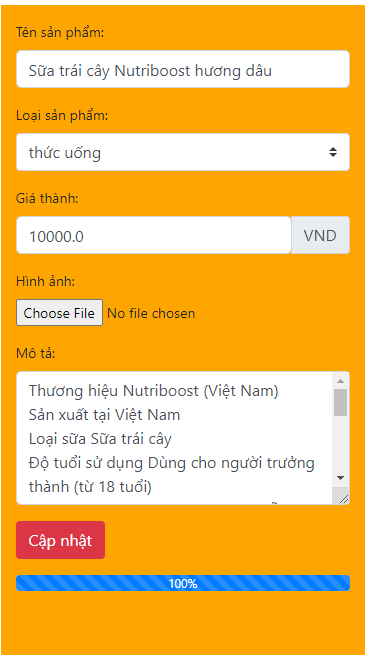 Tên sản phẩm:
Sữa trái cây Nutriboost hương dâu
Loại sản phẩm:
thức uống
Giá thành:
10000.0 VND
Hình ảnh:
Choose File No file chosen
Mô tả:
Thương hiệu Nutriboost (Việt Nam)
Sản xuất tại Việt Nam
Loại sữa Sữa trái cây
Độ tuổi sử dụng Dùng cho người trưởng
thành (từ 18 tuổi)
Cập nhật
100%